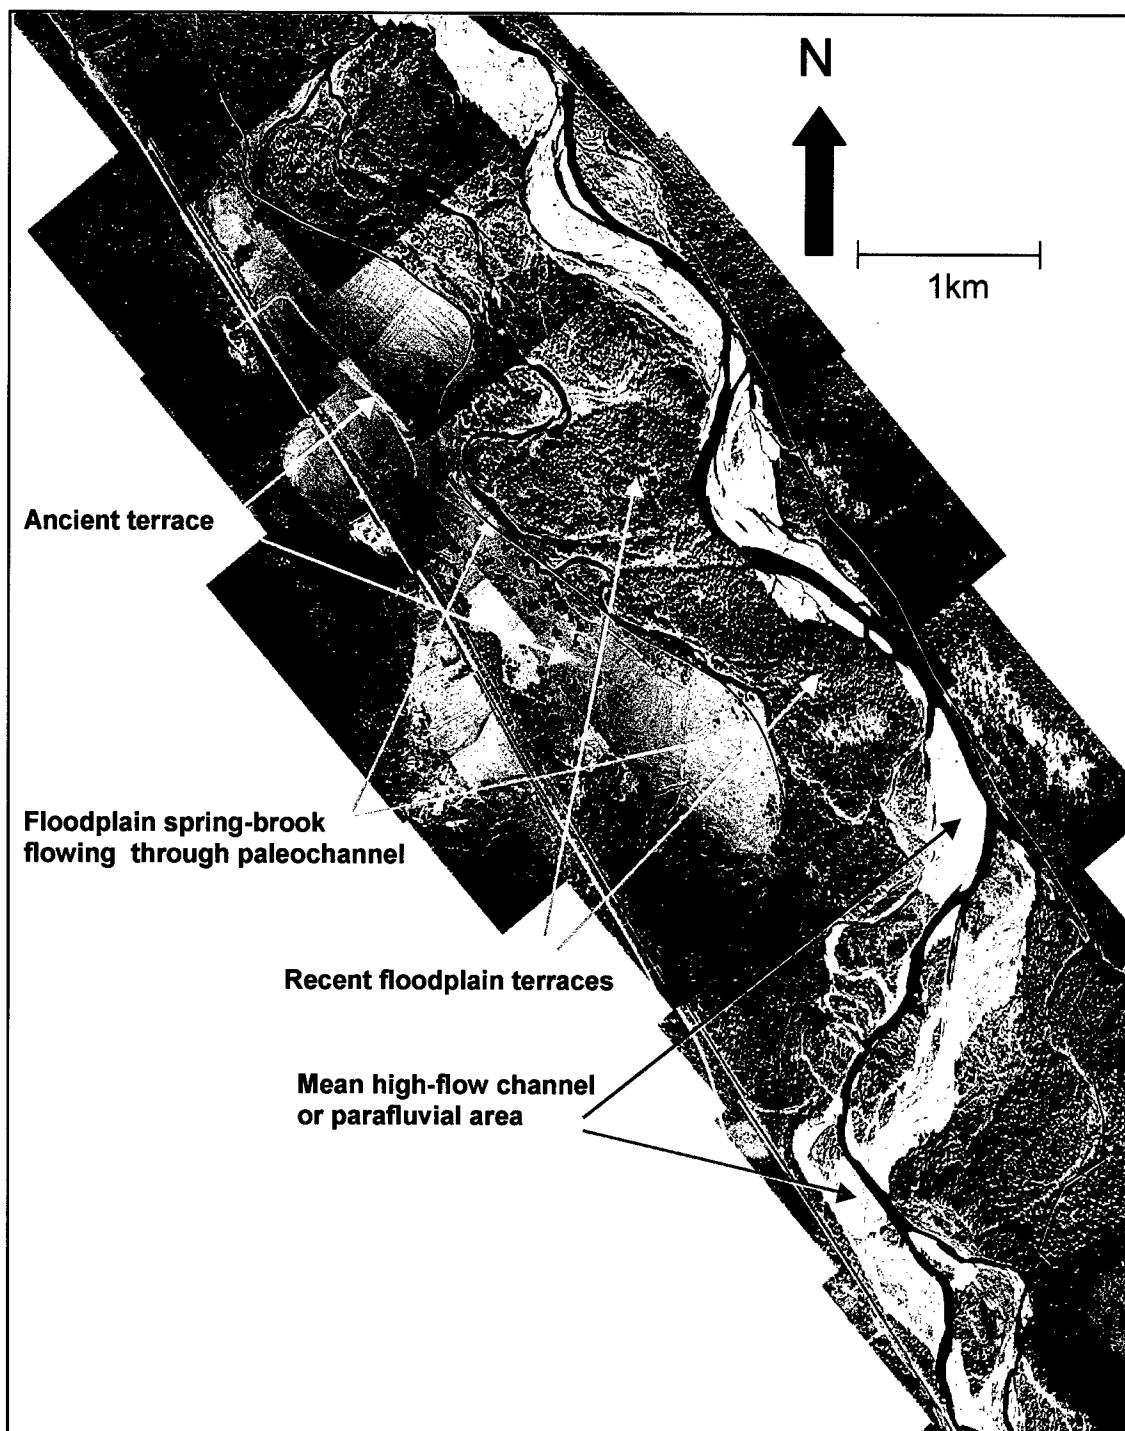 N
1km
Ancient terrace
Floodplain spring-brook
flowing through paleochannel
Recent floodplain terraces
Mean high-flow channel
or parafluvial area